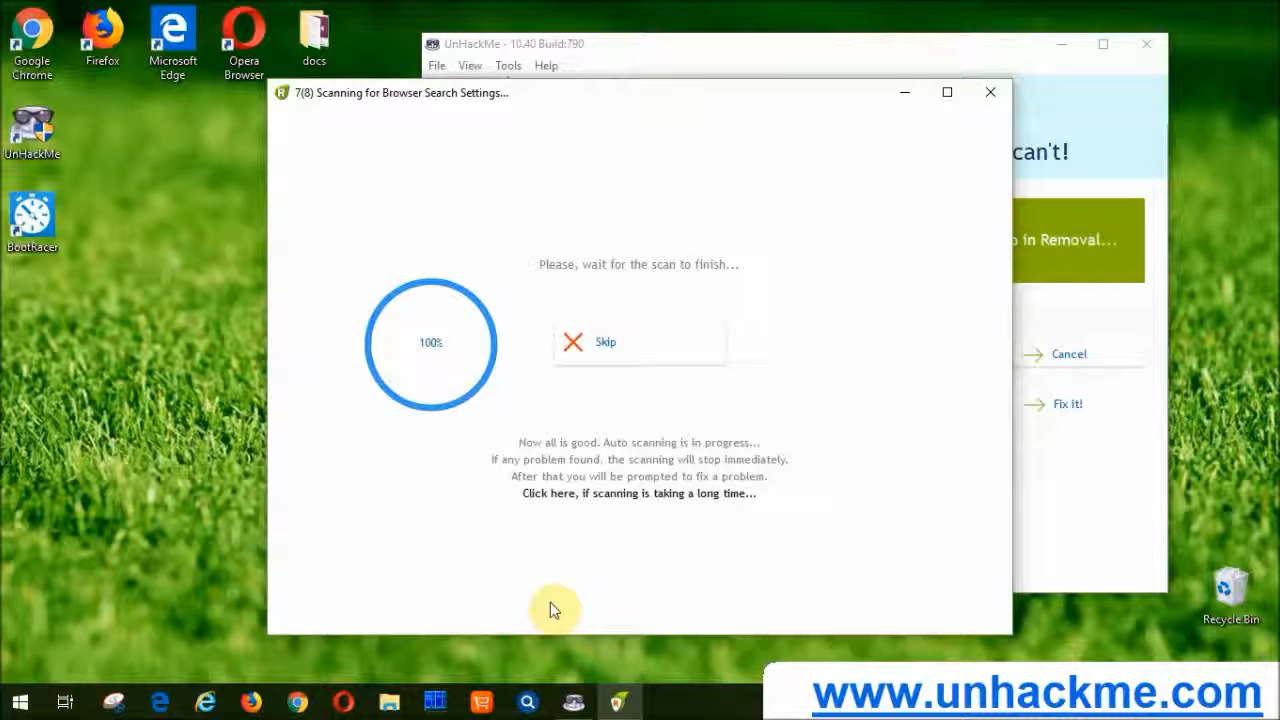 Google
Chrome
Firefox
Microsoft
Edge
Opera
Browser
docs
UnHackMe
BootRacer
UnHackMe - 10.40 Build:790
File View Tools Help
7(8) Scanning for Browser Search Settings...
can't!
in Removal...
Please, wait for the scan to finish...
100%
Skip
Cancel
Fix it!
Now all is good. Auto scanning is in progress...
If any problem found, the scanning will stop immediately.
After that you will be prompted to fix a problem.
Click here, if scanning is taking a long time...
Recycle Bin
www.unhackme.com